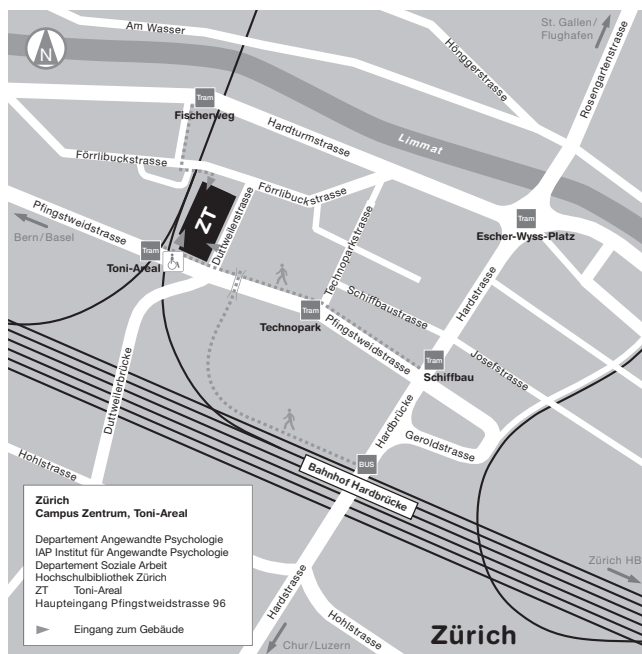 Am Wasser
St. Gallen/
Flughafen
N
Hönggerstrasse
Rosengartenstrasse
Tram
Fischerweg
Hardturmstrasse
Limmat
Förrlibuckstrasse
Förrlibuckstrasse
Pfingstweidstrasse
ZT
Duttweilerstrasse
Technoparkstrasse
Tram
Escher-Wyss-Platz
Bern/Basel
Tram
Toni-Areal
Hardstrasse
Schiffbaustrasse
Tram
Technopark
Pfingstweidstrasse
Josefstrasse
Tram
Schiffbau
Duttweilerbrücke
Hardbrücke
Geroldstrasse
Hohlstrasse
BUS
Bahnhof Hardbrücke
Zürich
Campus Zentrum, Toni-Areal
Departement Angewandte Psychologie
IAP Institut für Angewandte Psychologie
Departement Soziale Arbeit
Hochschulbibliothek Zürich
ZT Toni-Areal
Haupteingang Pfingstweidstrasse 96
Eingang zum Gebäude
Zürich HB
Hardstrasse
Hohlstrasse
Chur/Luzern
Zürich